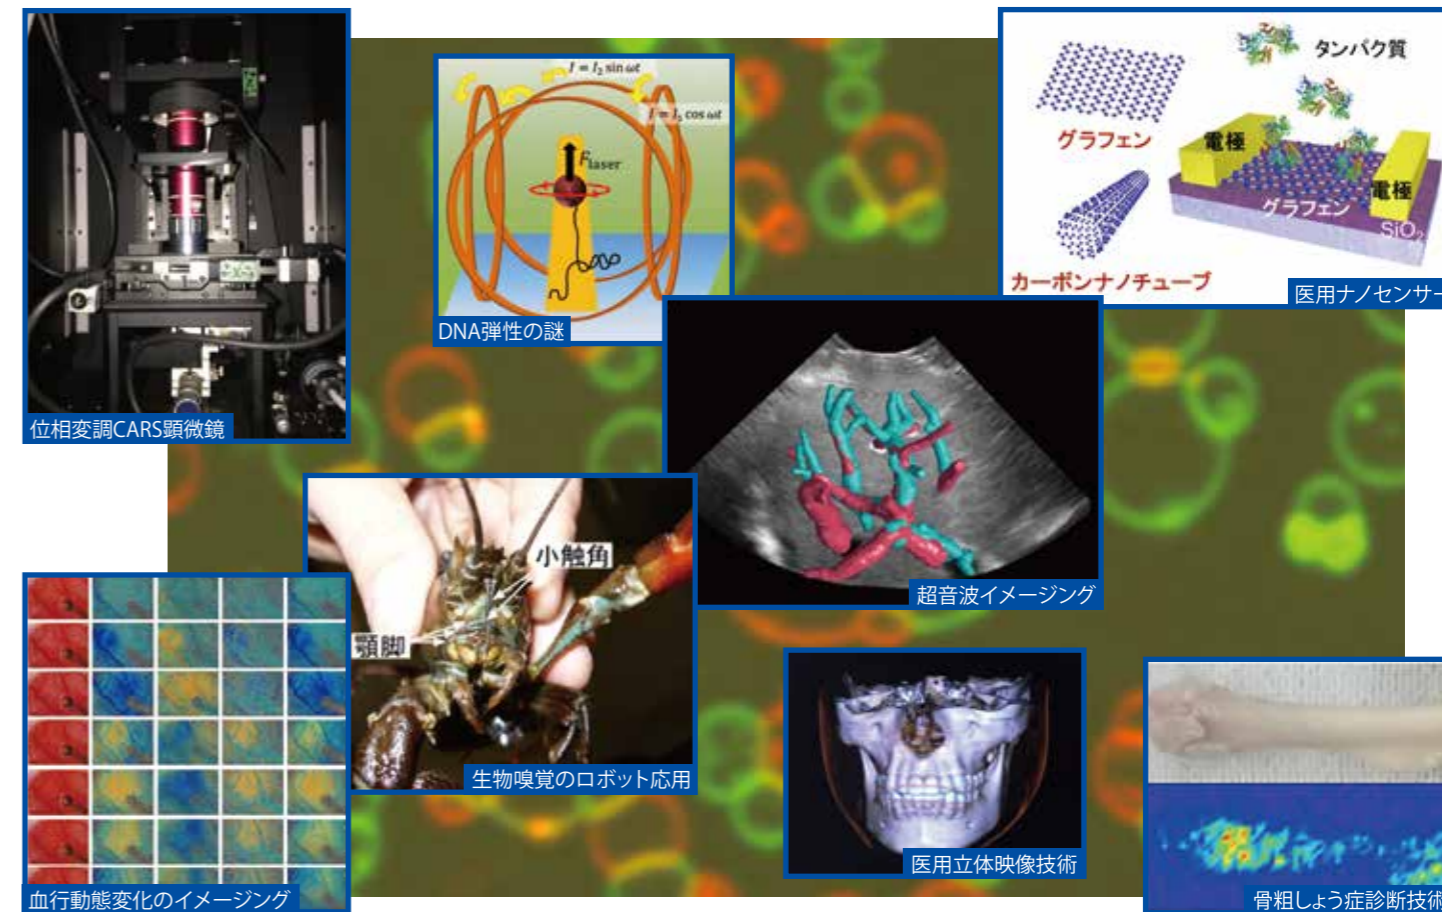 位相変調CARS顕微鏡
I = I₂ sin ωt
I = I₁ cos ωt
F laser
DNA弾性の謎
タンパク質
グラフェン
電極
電極
グラフェン
SiO₂
カーボンナノチューブ
医用ナノセンサー
超音波イメージング
小触角
顎脚
生物嗅覚のロボット応用
血行動態変化のイメージング
医用立体映像技術
骨粗しょう症診断技術